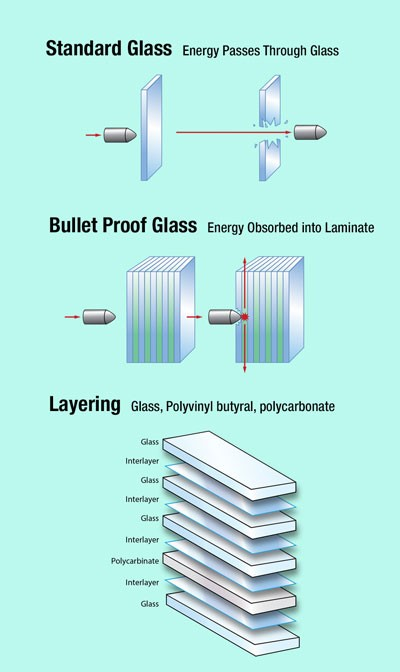 Standard Glass Energy Passes Through Glass
Bullet Proof Glass Energy Obsorbed into Laminate
Layering Glass, Polyvinyl butyral, polycarbonate
Glass
Interlayer
Glass
Interlayer
Glass
Interlayer
Polycarbinate
Interlayer
Glass